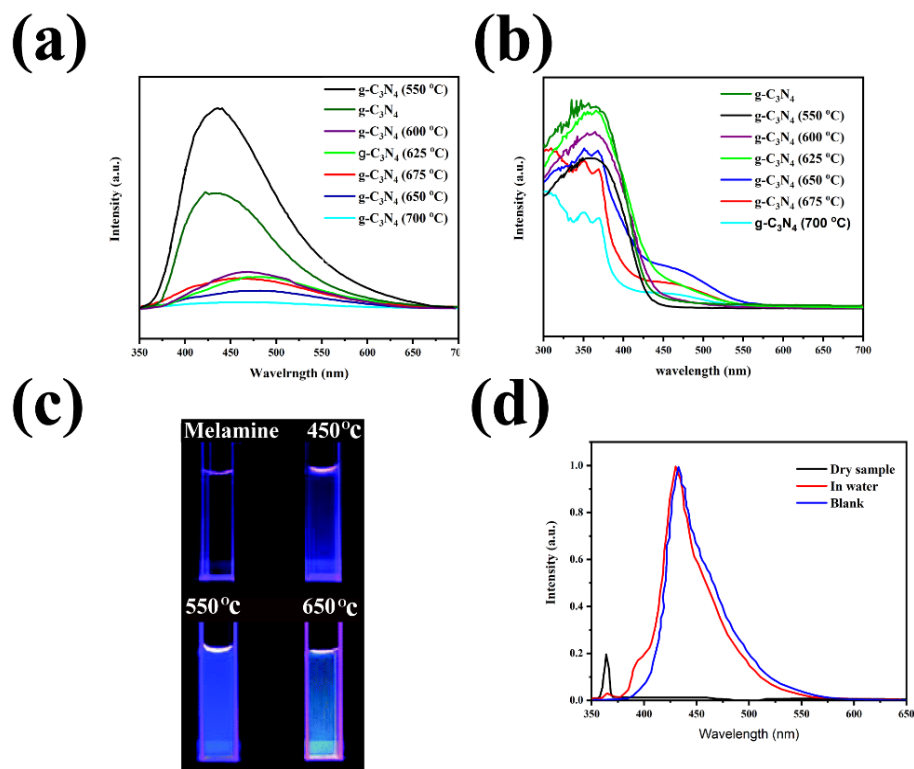 (a)
g-C₃N₄ (550 °C)
g-C₃N₄
g-C₃N₄ (600 °C)
g-C₃N₄ (625 °C)
g-C₃N₄ (675 °C)
g-C₃N₄ (650 °C)
g-C₃N₄ (700 °C)
Intensity (a.u.)
350 400 450 500 550 600 650 700
Wavelrngth (nm)
(b)
g-C₃N₄
g-C₃N₄ (550 °C)
g-C₃N₄ (600 °C)
g-C₃N₄ (625 °C)
g-C₃N₄ (650 °C)
g-C₃N₄ (675 °C)
g-C₃N₄ (700 °C)
Intensity (a.u.)
300 350 400 450 500 550 600 650 700
wavelength (nm)
(c)
Melamine 450°c
550°c 650°c
(d)
Dry sample
In water
Blank
Intensity (a.u.)
1.0
0.8
0.6
0.4
0.2
0.0
350 400 450 500 550 600 650
Wavelength (nm)